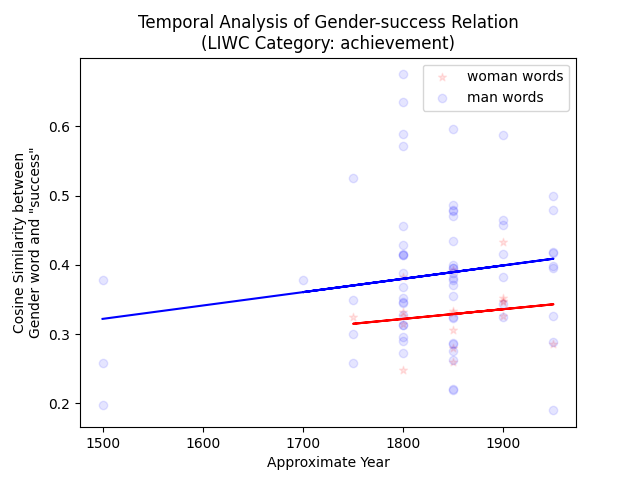 Temporal Analysis of Gender-success Relation
(LIWC Category: achievement)
woman words
man words
Cosine Similarity between
Gender word and "success"
0.6
0.5
0.4
0.3
0.2
1500
1600
1700
1800
1900
Approximate Year